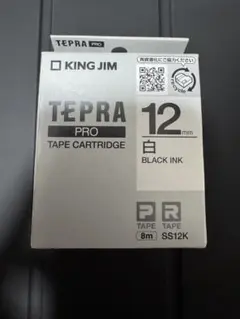 TEPRA PRO
KING JIM
TEPRA
PRO
TAPE CARTRIDGE
12mm
白
BLACK INK
P
TAPE
8m
R
TAPE
SS12K